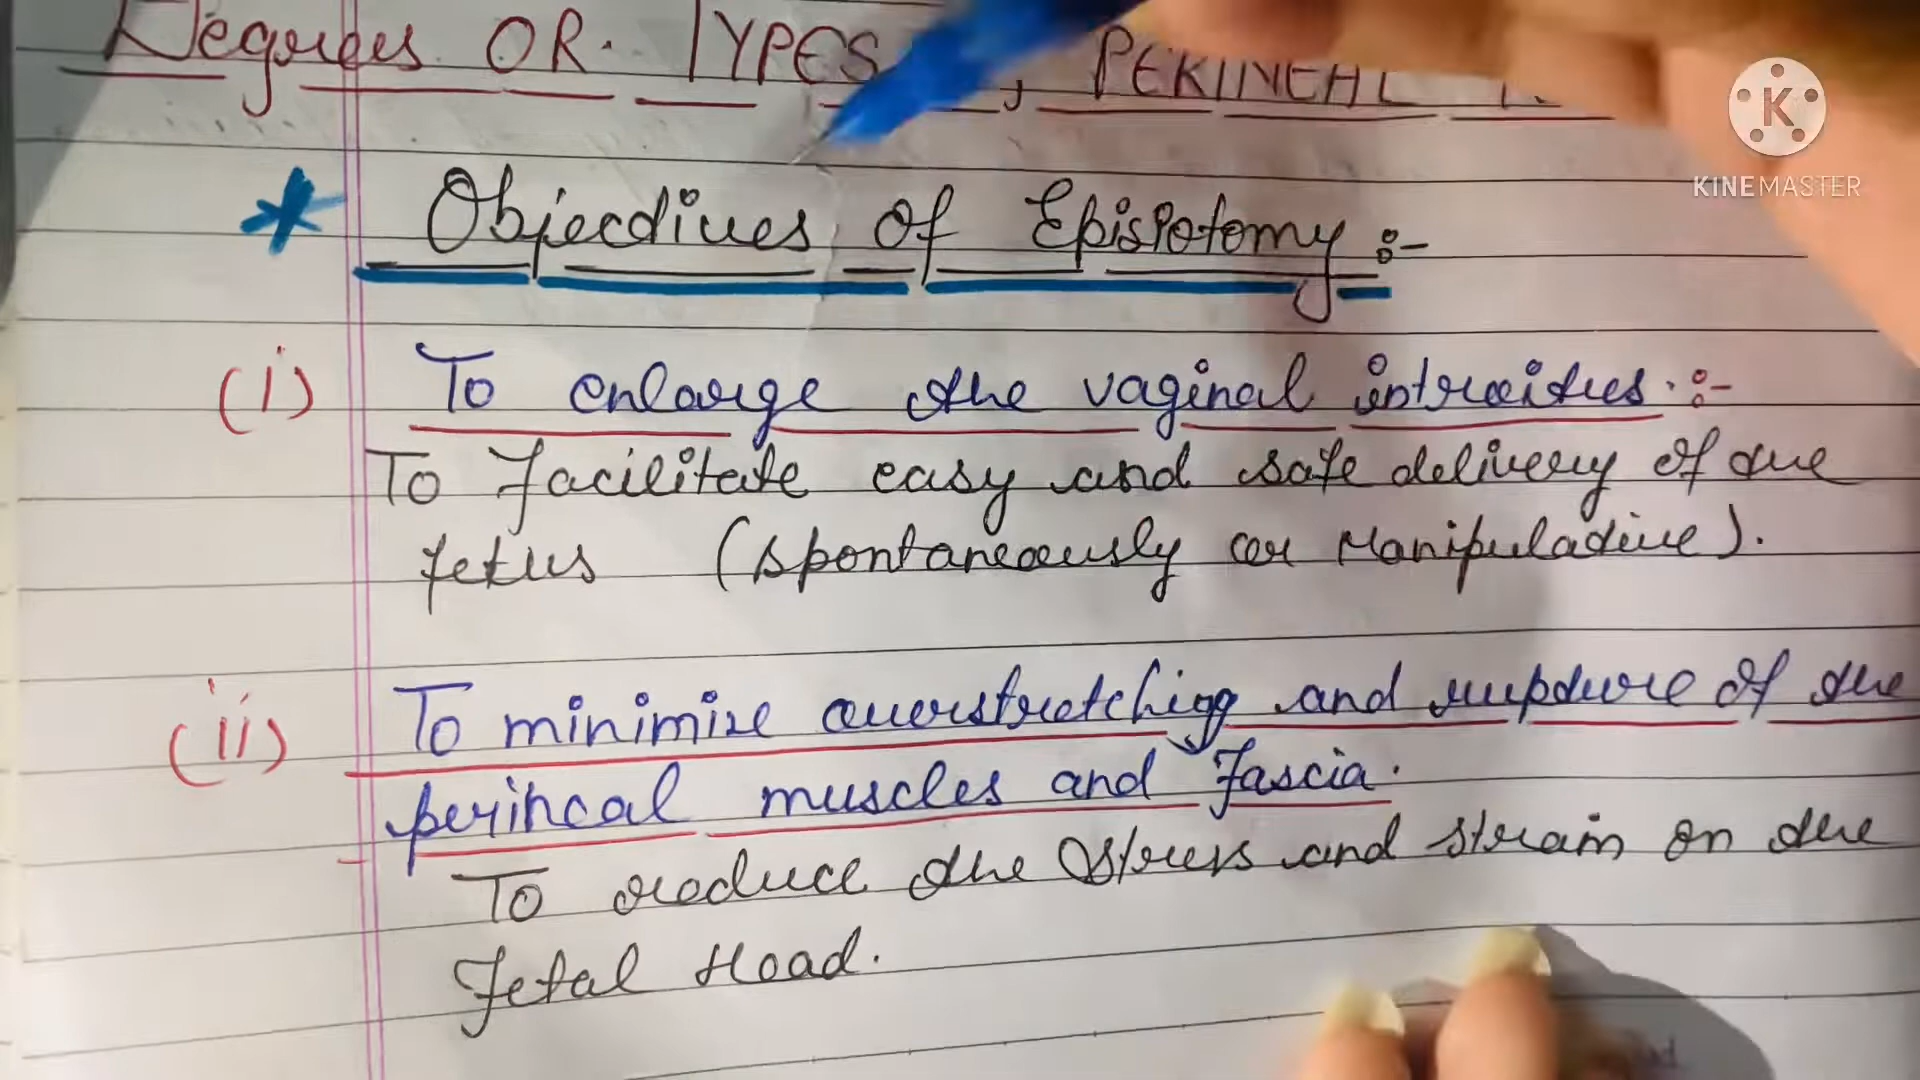 Degrees OR. TYPES, PERINEAL
KINEMASTER
* Objectives of Episiotomy :-
(i) To enlarge the vaginal introitus. :-
To Facilitate easy and safe delivery of the
fetus (spontaneously or Manipulative).
(ii) To minimize overstretching and rupture of the
perineal muscles and Fascia.
To reduce the stress and strain on the
Fetal Head.